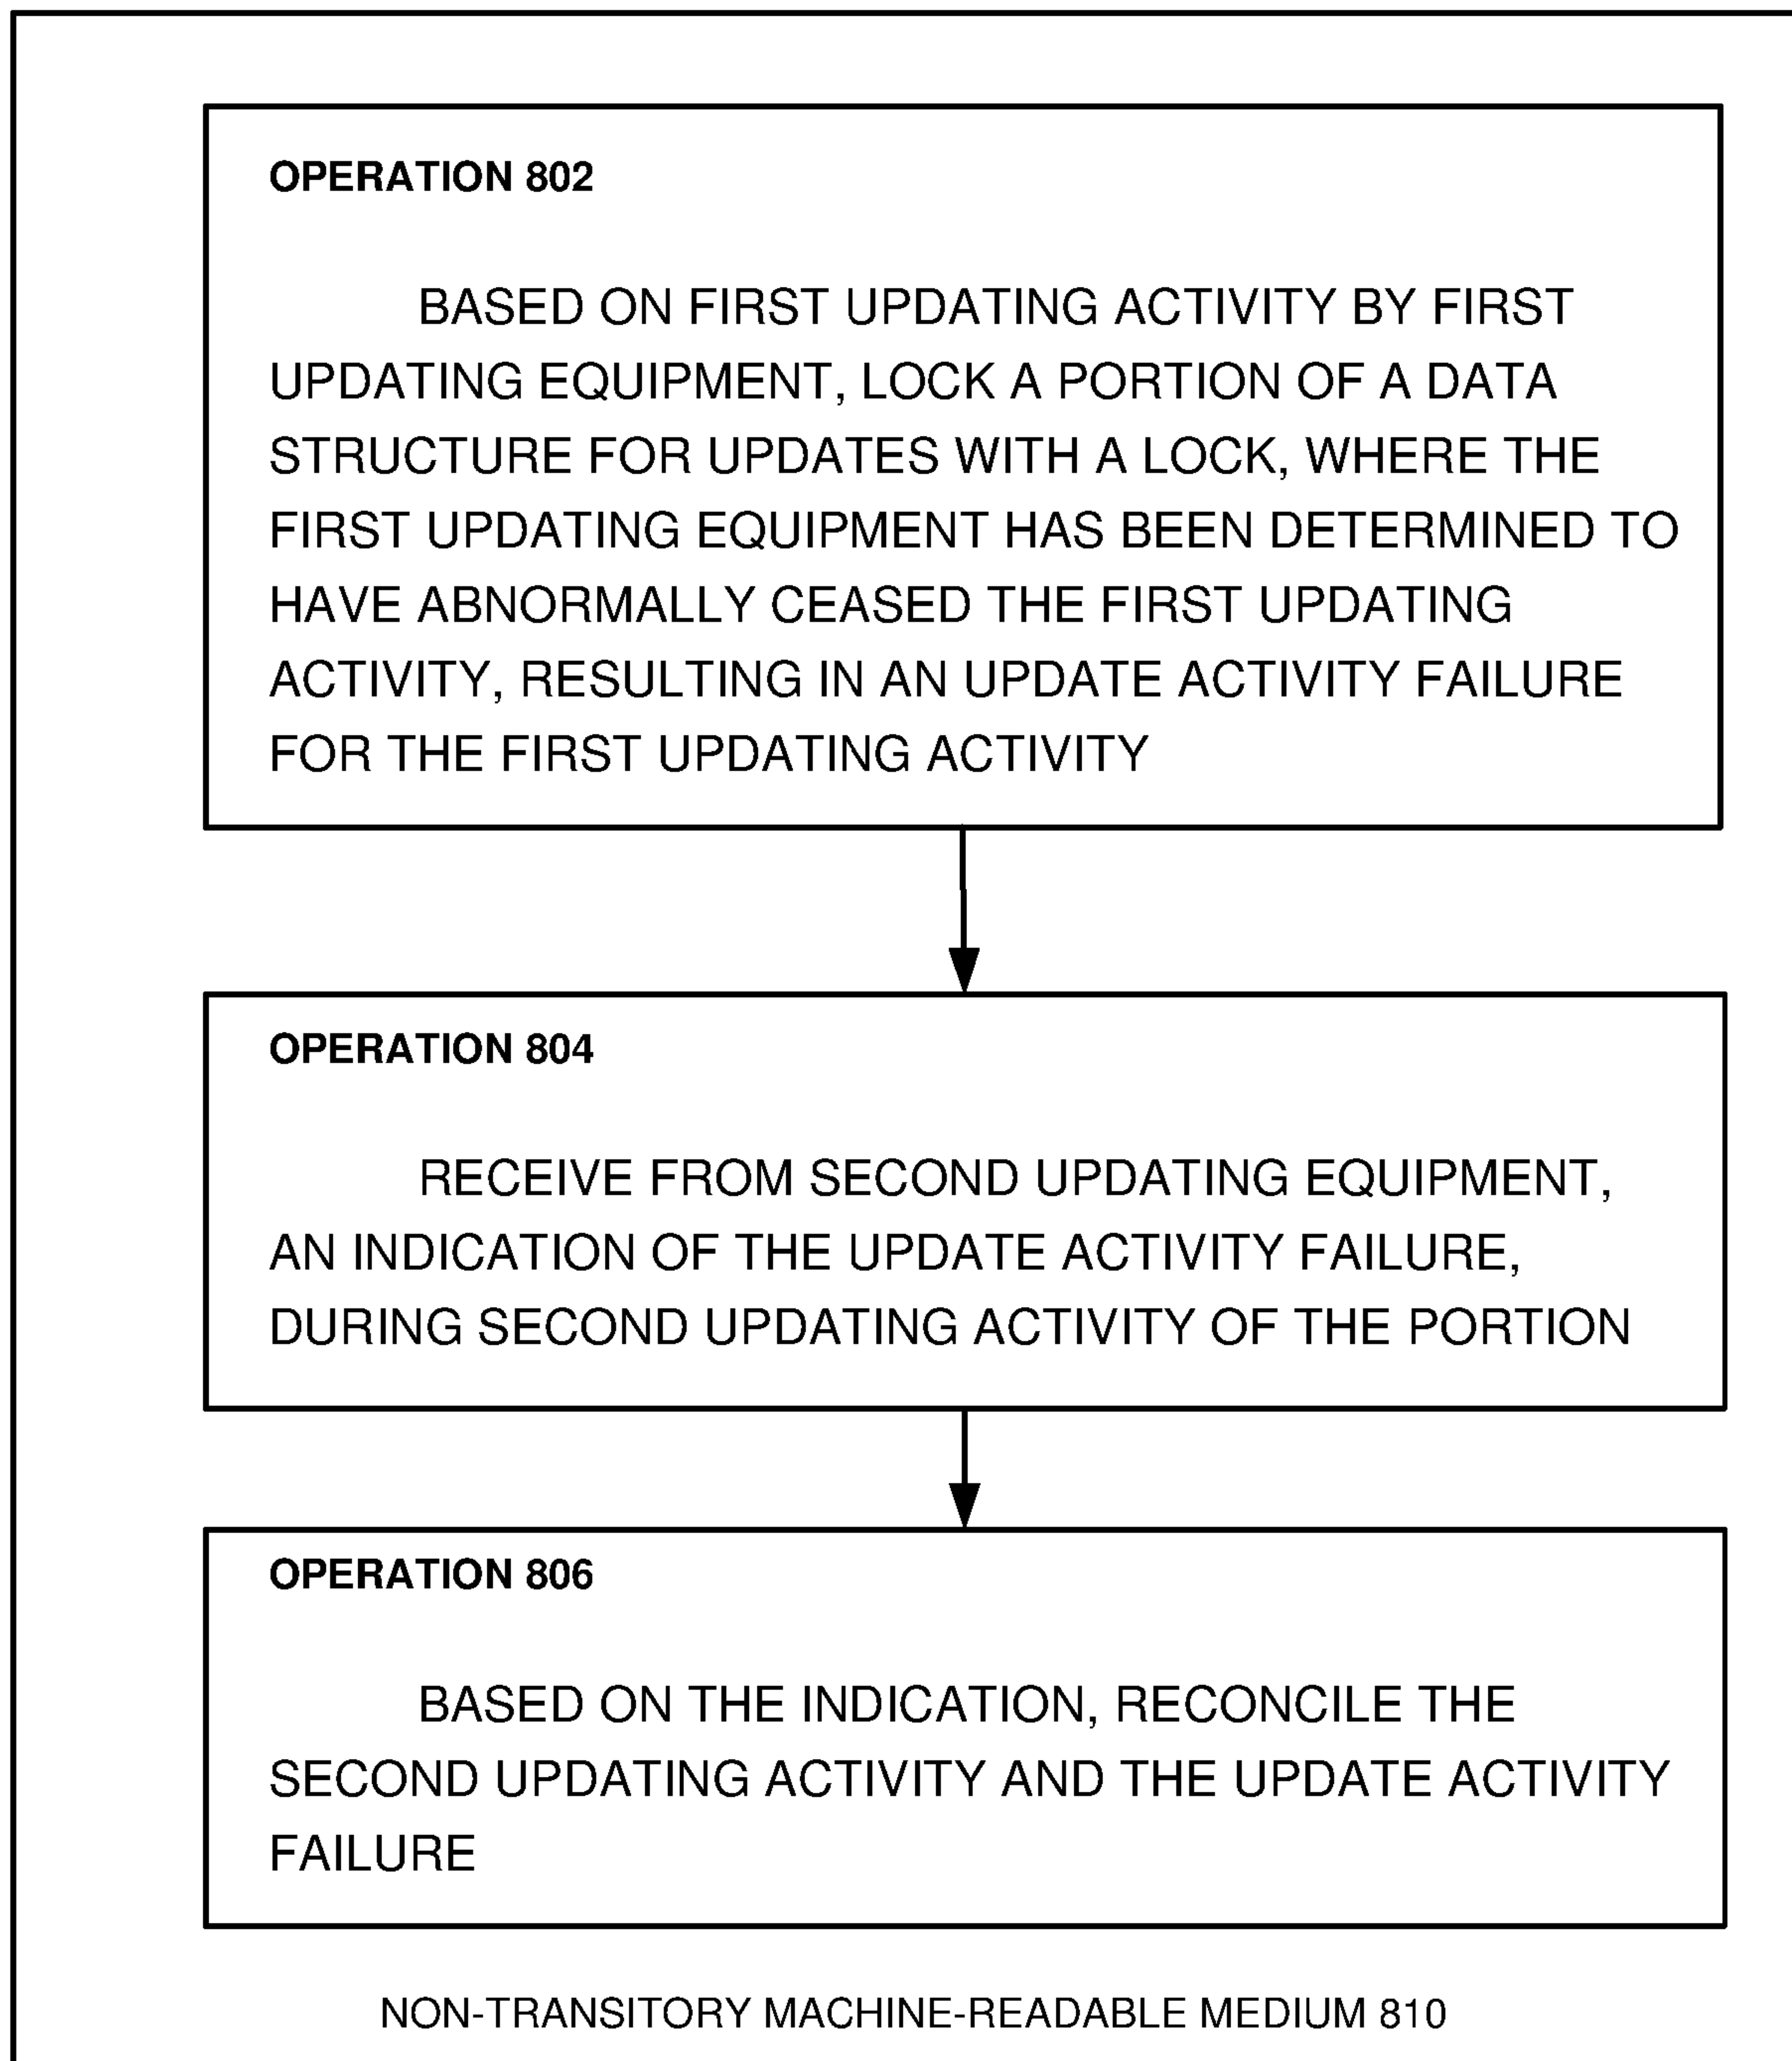 OPERATION 802
BASED ON FIRST UPDATING ACTIVITY BY FIRST
UPDATING EQUIPMENT, LOCK A PORTION OF A DATA
STRUCTURE FOR UPDATES WITH A LOCK, WHERE THE
FIRST UPDATING EQUIPMENT HAS BEEN DETERMINED TO
HAVE ABNORMALLY CEASED THE FIRST UPDATING
ACTIVITY, RESULTING IN AN UPDATE ACTIVITY FAILURE
FOR THE FIRST UPDATING ACTIVITY
OPERATION 804
RECEIVE FROM SECOND UPDATING EQUIPMENT,
AN INDICATION OF THE UPDATE ACTIVITY FAILURE,
DURING SECOND UPDATING ACTIVITY OF THE PORTION
OPERATION 806
BASED ON THE INDICATION, RECONCILE THE
SECOND UPDATING ACTIVITY AND THE UPDATE ACTIVITY
FAILURE
NON-TRANSITORY MACHINE-READABLE MEDIUM 810